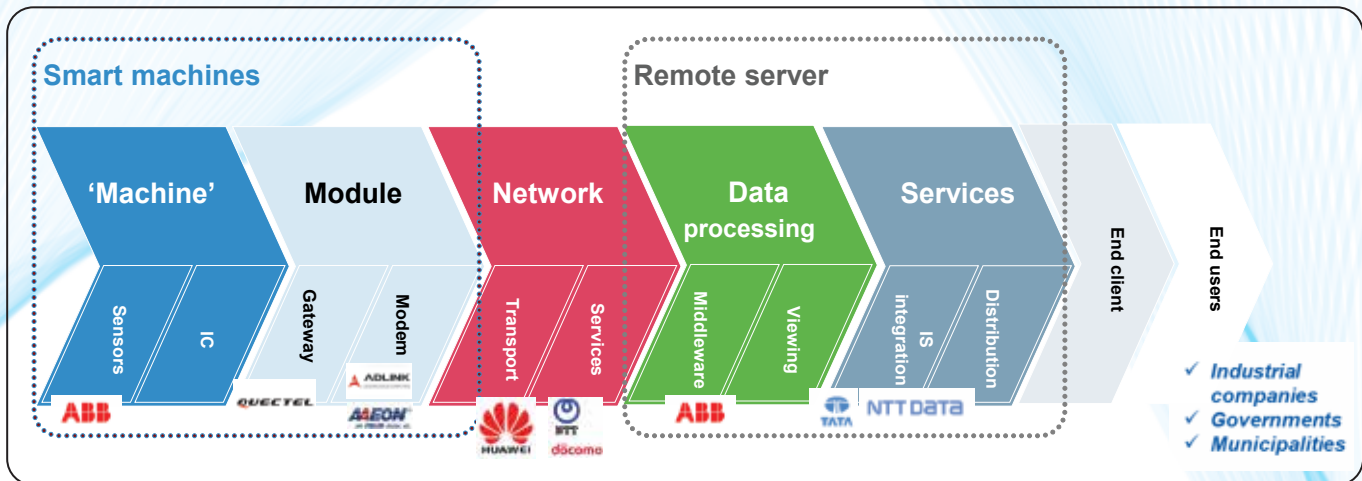 Smart machines
Remote server
‘Machine’
Module
Network
Data
processing
Services
End client
End users
Sensors
IC
Gateway
Modem
Transport
Services
Middleware
Viewing
IS
integration
Distribution
ABB
QUECTEL
ADLINK
AAEON
HUAWEI
NTT
docomo
ABB
TATA
NTT DATA
✓ Industrial
companies
✓ Governments
✓ Municipalities